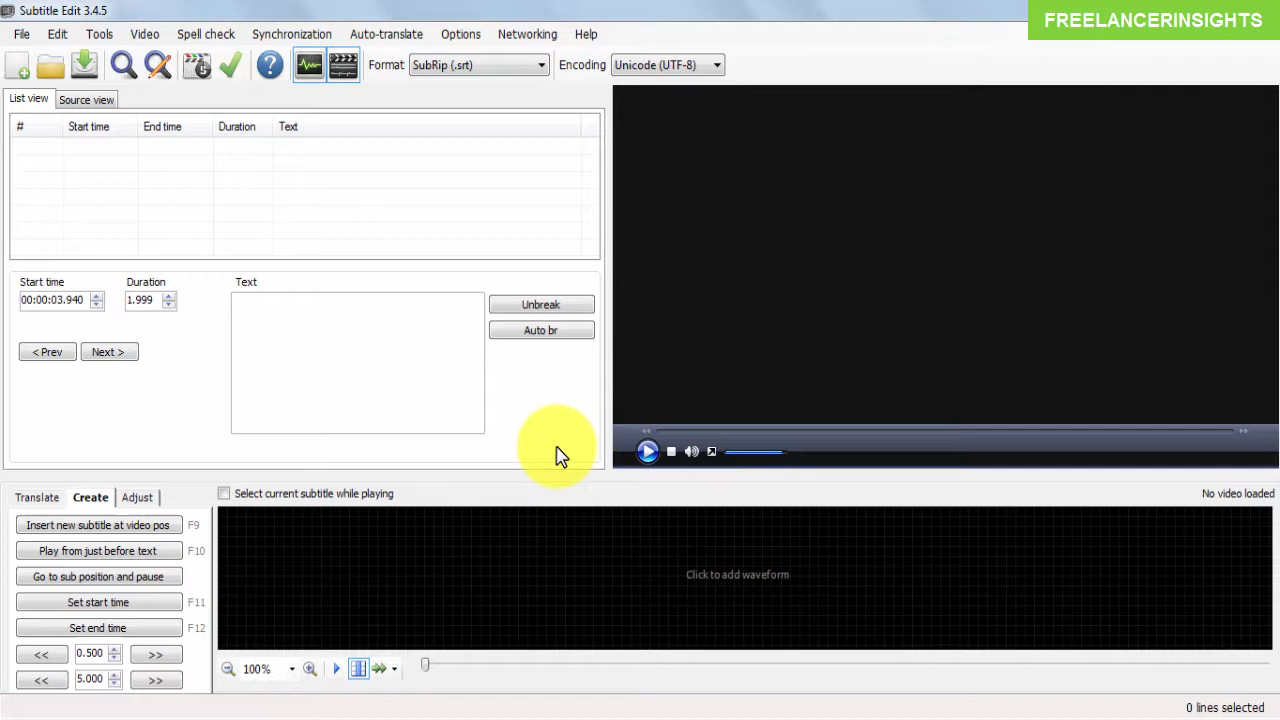 Subtitle Edit 3.4.5
FREELANCERINSIGHTS
File Edit Tools Video Spell check Synchronization Auto-translate Options Networking Help
Format SubRip (.srt) Encoding Unicode (UTF-8)
List view Source view
# Start time End time Duration Text
Start time Duration Text
00:00:03.940 1.999
Unbreak
Auto br
< Prev Next >
Translate Create Adjust
Select current subtitle while playing
No video loaded
Insert new subtitle at video pos F9
Play from just before text F10
Go to sub position and pause
Set start time F11
Set end time F12
<< 0.500 >>
<< 5.000 >>
Click to add waveform
100%
0 lines selected